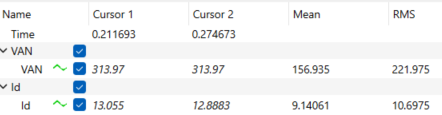 Name Cursor 1 Cursor 2 Mean RMS
Time 0.211693 0.274673
VAN
VAN 313.97 313.97 156.935 221.975
Id
Id 13.055 12.8883 9.14061 10.6975